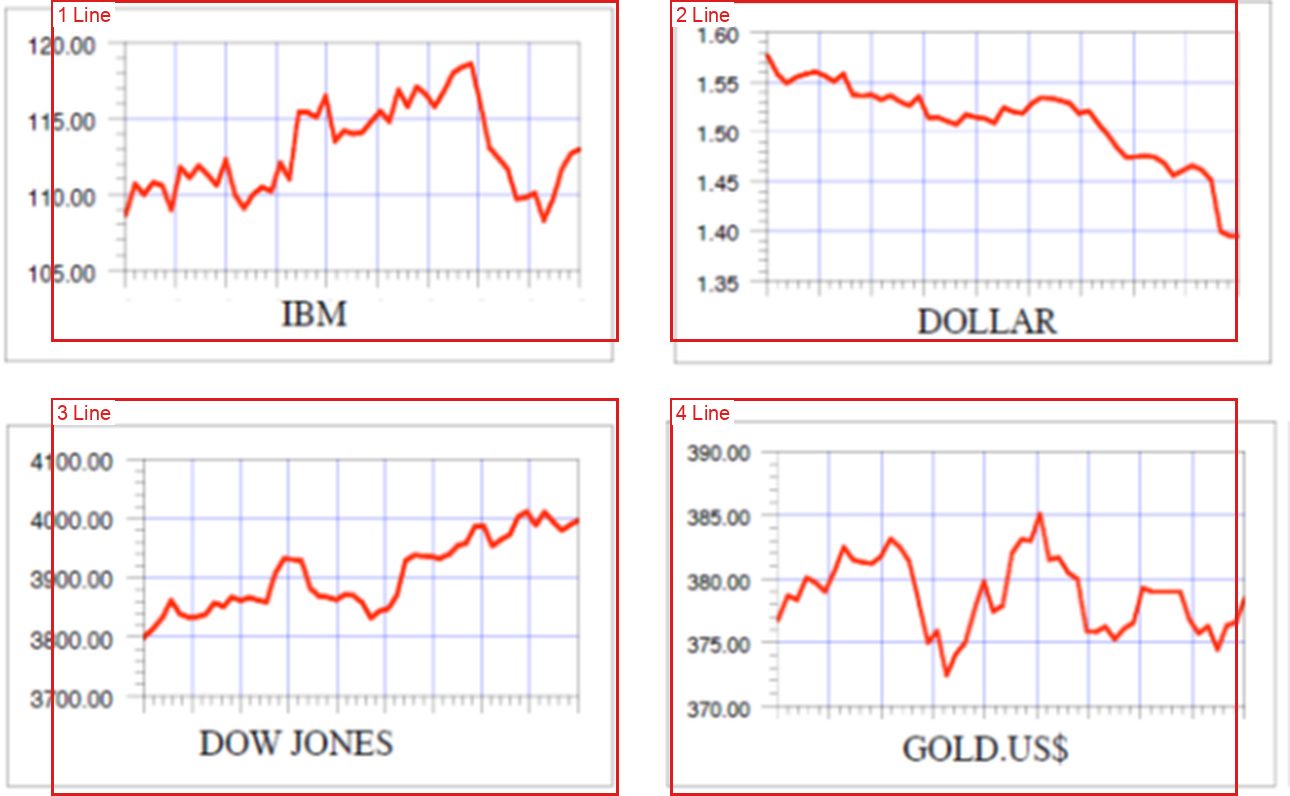 1 Line
120.00
115.00
110.00
105.00
IBM
2 Line
1.60
1.55
1.50
1.45
1.40
1.35
DOLLAR
3 Line
4100.00
4000.00
3900.00
3800.00
3700.00
DOW JONES
4 Line
390.00
385.00
380.00
375.00
370.00
GOLD.US$